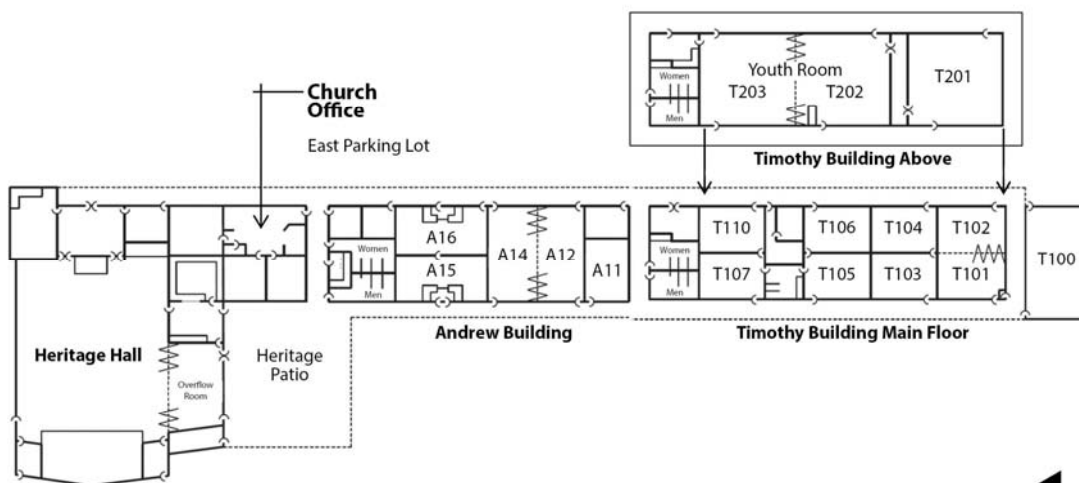 Church
Office
East Parking Lot
Women
Men
Youth Room
T203
T202
T201
Timothy Building Above
Women
Men
A16
A15
A14
A12
A11
Andrew Building
Women
Men
T110
T107
T106
T105
T104
T103
T102
T101
T100
Timothy Building Main Floor
Heritage Hall
Overflow
Room
Heritage
Patio